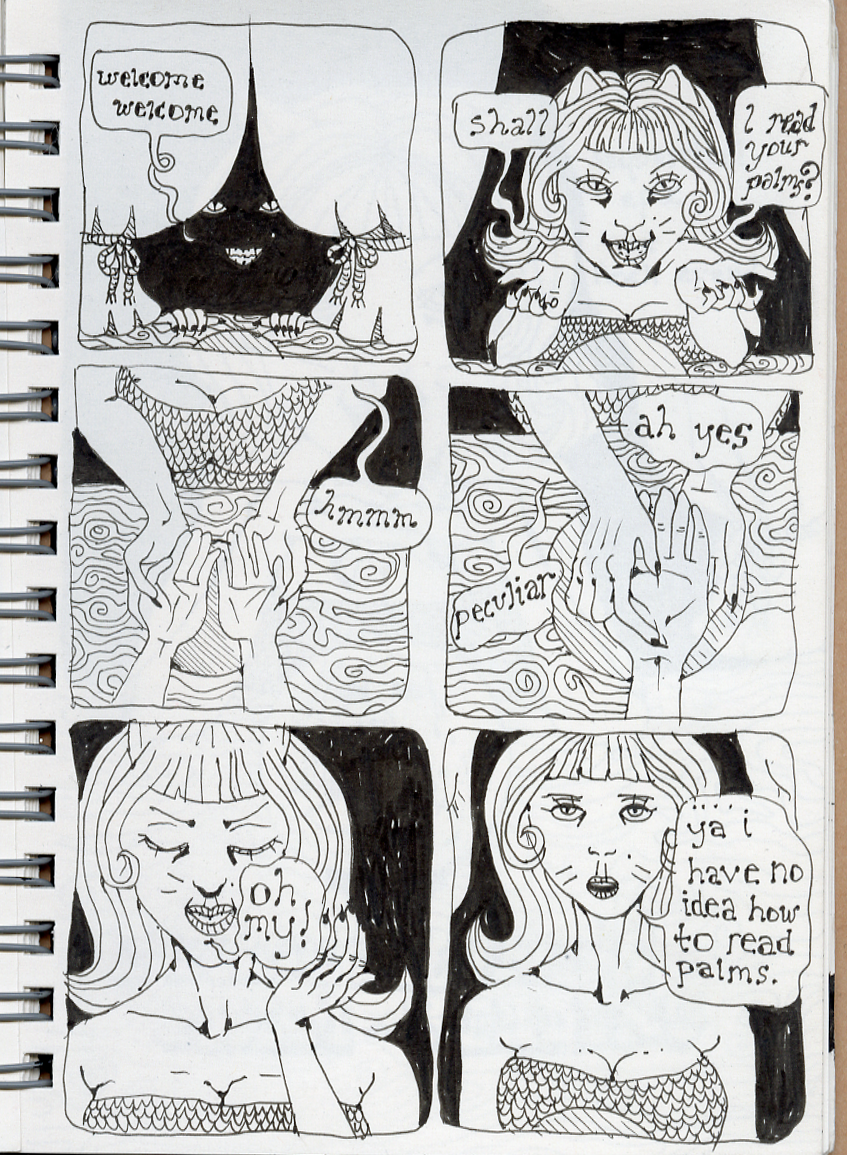 welcome
welcome
shall
I read
your
palms?
hmmm
ah yes
peculiar
oh
my!
.....
ya i
have no
idea how
to read
palms.